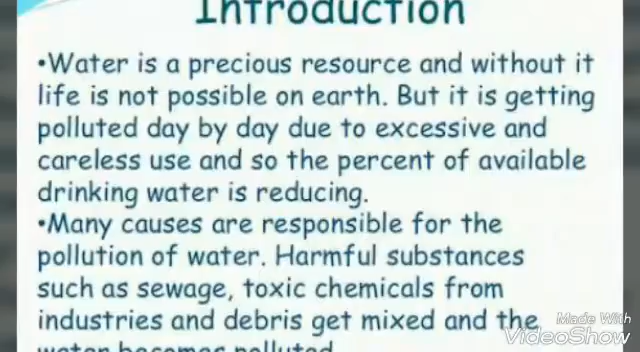 Introduction
•Water is a precious resource and without it
life is not possible on earth. But it is getting
polluted day by day due to excessive and
careless use and so the percent of available
drinking water is reducing.
•Many causes are responsible for the
pollution of water. Harmful substances
such as sewage, toxic chemicals from
industries and debris get mixed and the
water becomes polluted.
Made With
VideoShow